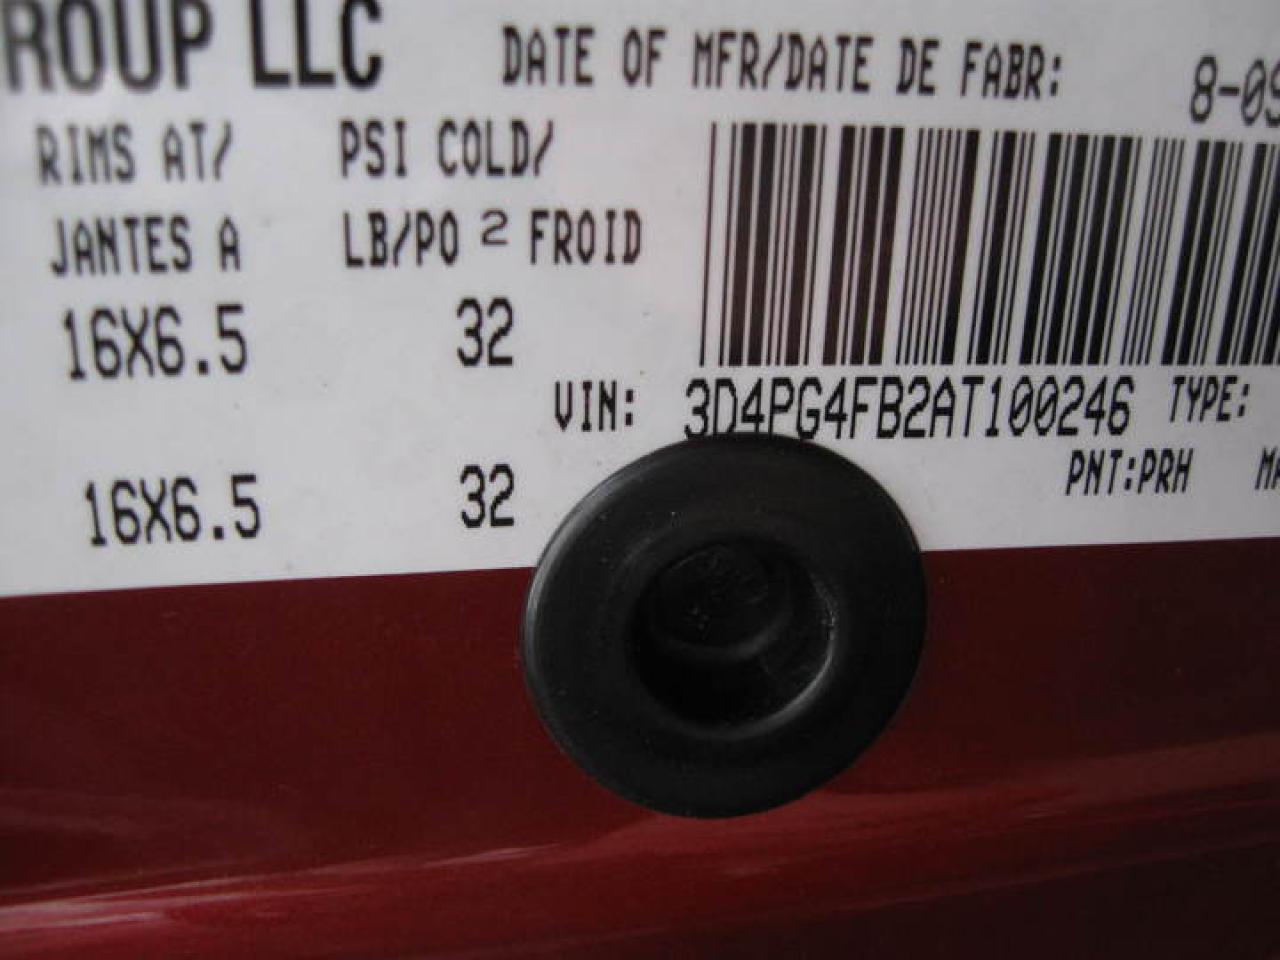 ROUP LLC
DATE OF MFR/DATE DE FABR: 8-09
RIMS AT/ PSI COLD/
JANTES A LB/PO 2 FROID
16X6.5 32
VIN: 3D4PG4FB2AT100246 TYPE:
16X6.5 32
PNT:PRH